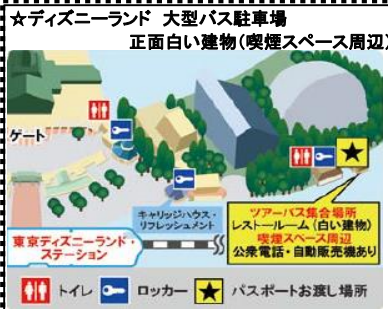 ☆ディズニーランド 大型バス駐車場
正面白い建物(喫煙スペース周辺)
ゲート
キャリッジハウス・
リフレッシュメント
東京ディズニーランド・
ステーション
ツアーバス集合場所
レストルーム(白い建物)
喫煙スペース周辺
公衆電話・自動販売機あり
トイレ ロッカー パスポートお渡し場所